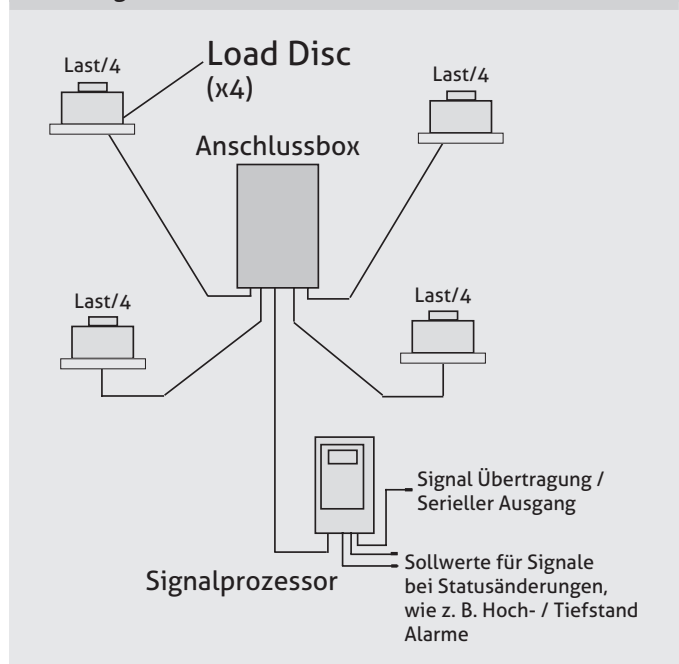 Load Disc
(x4)
Last/4
Last/4
Anschlussbox
Last/4
Last/4
Signal Übertragung /
Serieller Ausgang
Signalprozessor
Sollwerte für Signale
bei Statusänderungen,
wie z. B. Hoch- / Tiefstand
Alarme